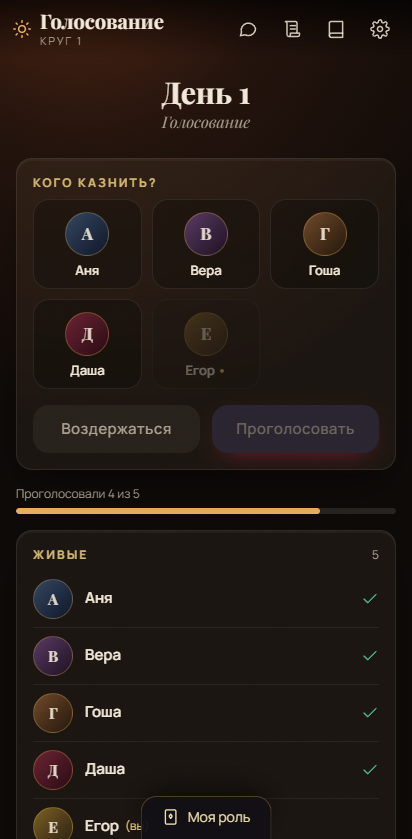 Голосование
КРУГ 1
День 1
Голосование
КОГО КАЗНИТЬ?
А В Г
Аня Вера Гоша
Д Е
Даша Егор •
Воздержаться Проголосовать
Проголосовали 4 из 5
ЖИВЫЕ 5
А Аня
В Вера
Г Гоша
Д Даша
Е Егор
Моя роль